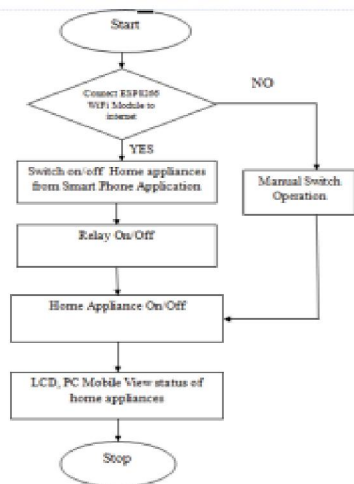 Start
Connect ESP8266
WiFi Module to
internet
NO
YES
Switch on/off Home appliances
from Smart Phone Application
Manual Switch
Operation
Relay On/Off
Home Appliance On/Off
LCD, PC Mobile View status of
home appliances
Stop